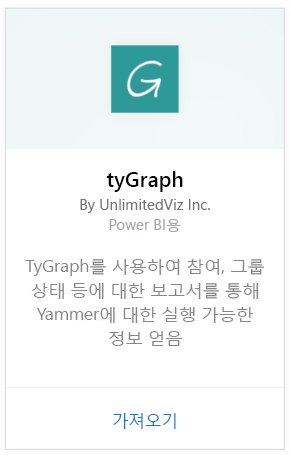 G
tyGraph
By UnlimitedViz Inc.
Power BI용
TyGraph를 사용하여 참여, 그룹
상태 등에 대한 보고서를 통해
Yammer에 대한 실행 가능한
정보 얻음
가져오기